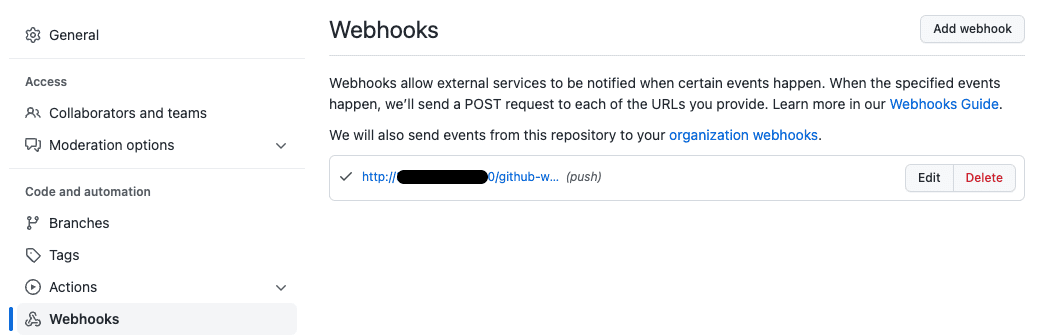 General
Access
Collaborators and teams
Moderation options
Code and automation
Branches
Tags
Actions
Webhooks
Webhooks
Add webhook
Webhooks allow external services to be notified when certain events happen. When the specified events
happen, we’ll send a POST request to each of the URLs you provide. Learn more in our Webhooks Guide.
We will also send events from this repository to your organization webhooks.
http:// 0/github-w... (push)
Edit
Delete